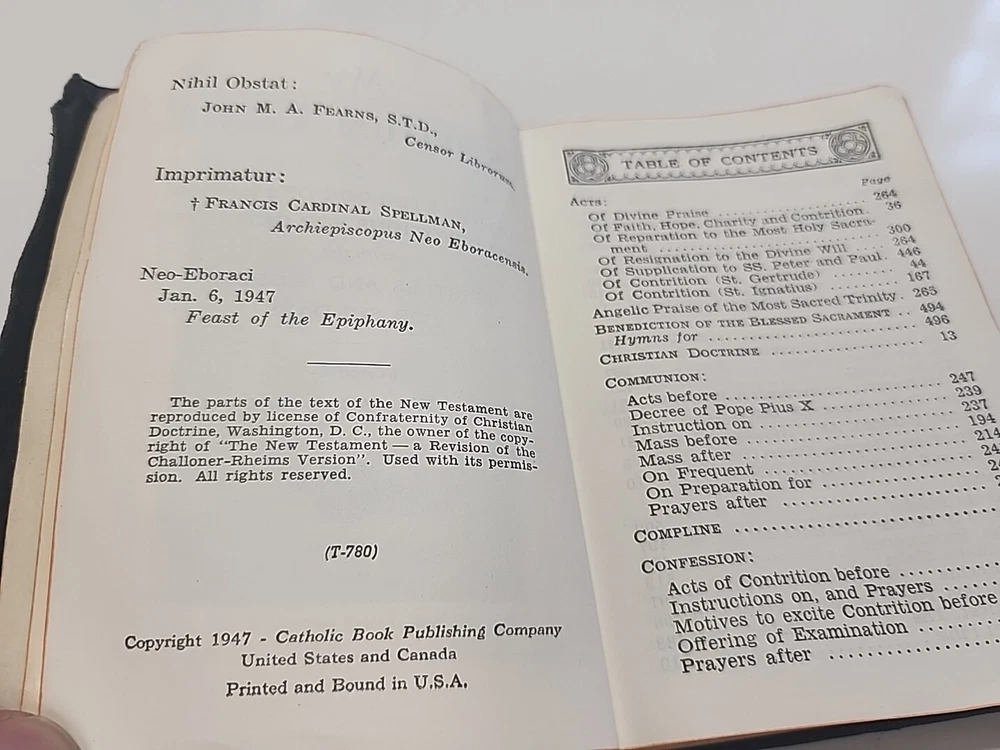 Nihil Obstat:
JOHN M. A. FEARNS, S.T.D.,
Censor Librorum.
Imprimatur:
† FRANCIS CARDINAL SPELLMAN,
Archiepiscopus Neo Eboracensis.
Neo-Eboraci
Jan. 6, 1947
Feast of the Epiphany.
The parts of the text of the New Testament are
reproduced by license of Confraternity of Christian
Doctrine, Washington, D. C., the owner of the copy-
right of "The New Testament — a Revision of the
Challoner-Rheims Version". Used with its permis-
sion. All rights reserved.
(T-780)
Copyright 1947 - Catholic Book Publishing Company
United States and Canada
Printed and Bound in U.S.A.
TABLE OF CONTENTS
Page
ACTS:
Of Divine Praise .................... 264
Of Faith, Hope, Charity and Contrition. 36
Of Reparation to the Most Holy Sacra-
ment .................... 300
Of Resignation to the Divine Will .. 264
Of Supplication to SS. Peter and Paul. 446
Of Contrition (St. Gertrude) ........ 44
Of Contrition (St. Ignatius) ........ 167
Angelic Praise of the Most Sacred Trinity. 265
BENEDICTION OF THE BLESSED SACRAMENT .. 494
Hymns for .................... 496
CHRISTIAN DOCTRINE .................... 13
COMMUNION:
Acts before .................... 247
Decree of Pope Pius X .............. 239
Instruction on .................... 237
Mass before .................... 194
Mass after .................... 214
On Frequent .................... 24
On Preparation for ....................
Prayers after ....................
COMPLINE ....................
CONFESSION:
Acts of Contrition before ..........
Instructions on, and Prayers ......
Motives to excite Contrition before
Offering of Examination ..........
Prayers after ....................